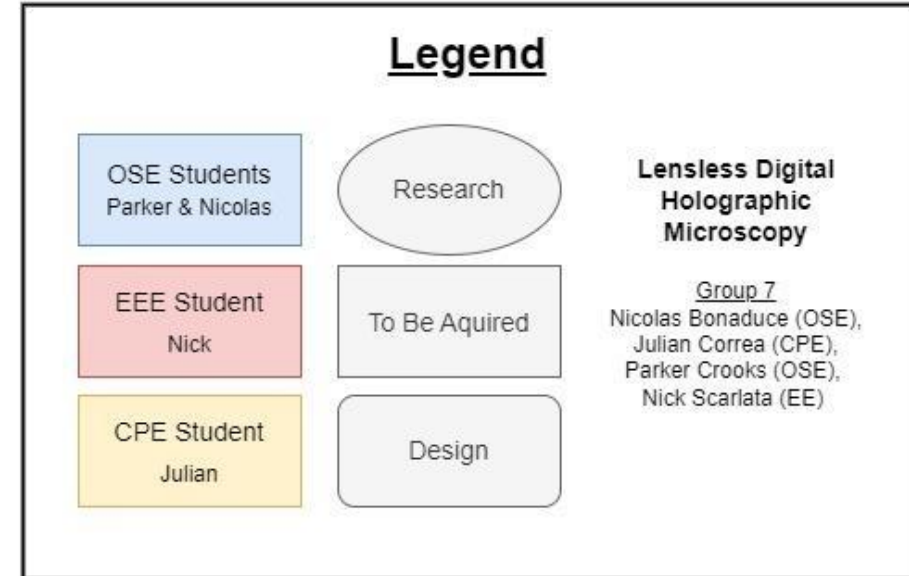 Legend
OSE Students
Parker & Nicolas
Research
EEE Student
Nick
To Be Aquired
CPE Student
Julian
Design
Lensless Digital
Holographic
Microscopy
Group 7
Nicolas Bonaduce (OSE),
Julian Correa (CPE),
Parker Crooks (OSE),
Nick Scarlata (EE)